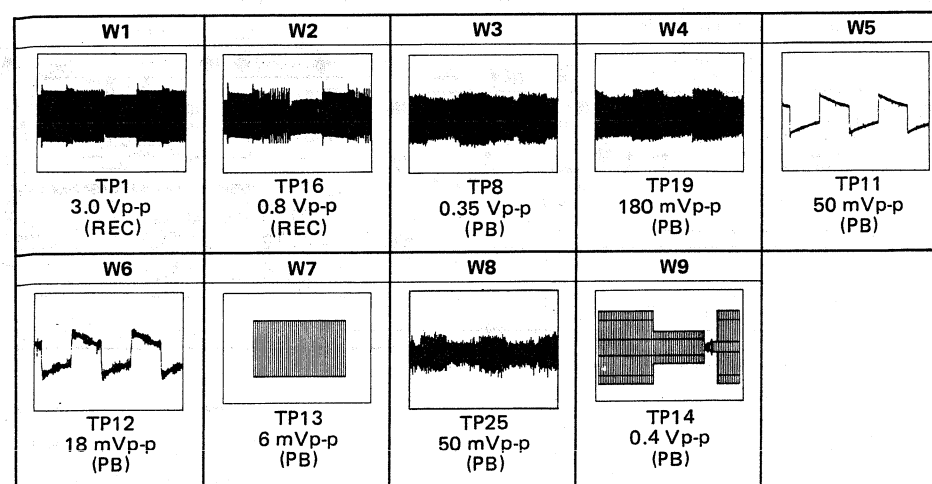 W1
W2
W3
W4
W5
TP1
3.0 Vp-p
(REC)
TP16
0.8 Vp-p
(REC)
TP8
0.35 Vp-p
(PB)
TP19
180 mVp-p
(PB)
TP11
50 mVp-p
(PB)
W6
W7
W8
W9
TP12
18 mVp-p
(PB)
TP13
6 mVp-p
(PB)
TP25
50 mVp-p
(PB)
TP14
0.4 Vp-p
(PB)